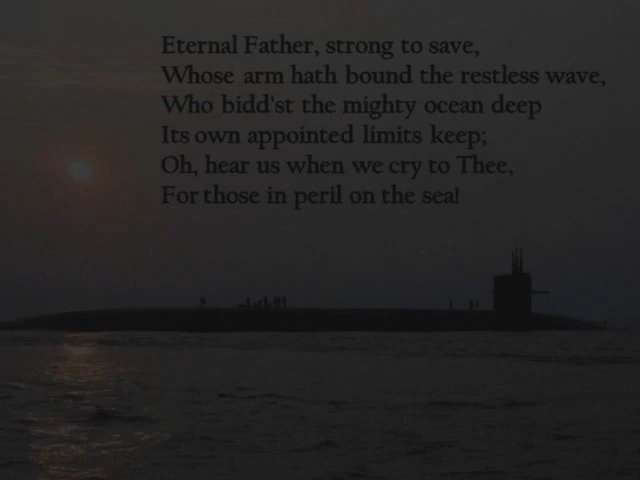 Eternal Father, strong to save,
Whose arm hath bound the restless wave,
Who bidd'st the mighty ocean deep
Its own appointed limits keep;
Oh, hear us when we cry to Thee,
For those in peril on the sea!